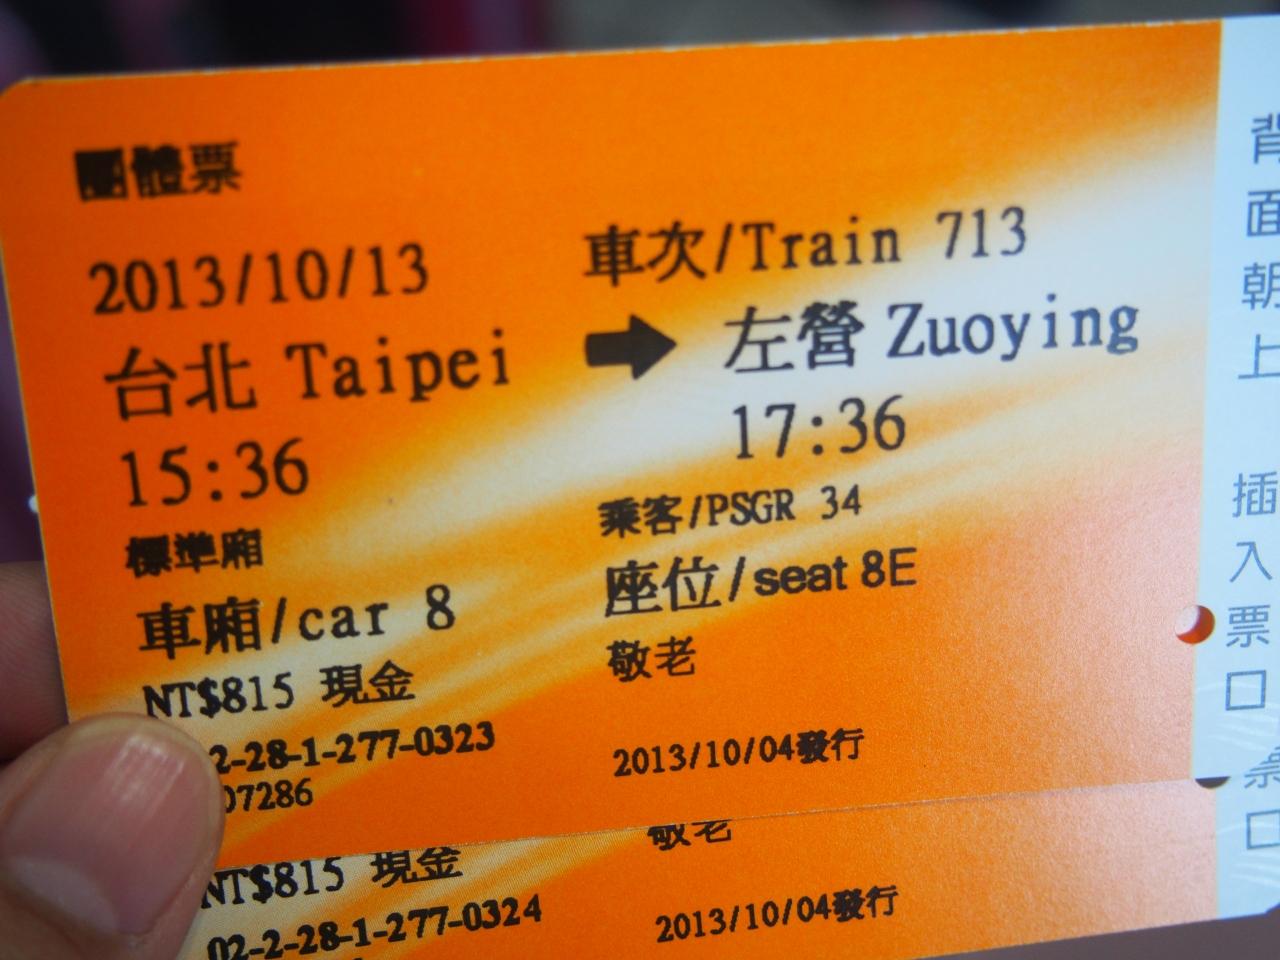 團體票
2013/10/13 車次/Train 713
台北 Taipei → 左營 Zuoying
15:36 17:36
標準廂 乘客/PSGR 34
車廂/car 8 座位/seat 8E
NT$815 現金 敬老
2-28-1-277-0323 2013/10/04發行
07286
敬老
NT$815 現金
02-2-28-1-277-0324 2013/10/04發行
背面朝上 插入票口
票口